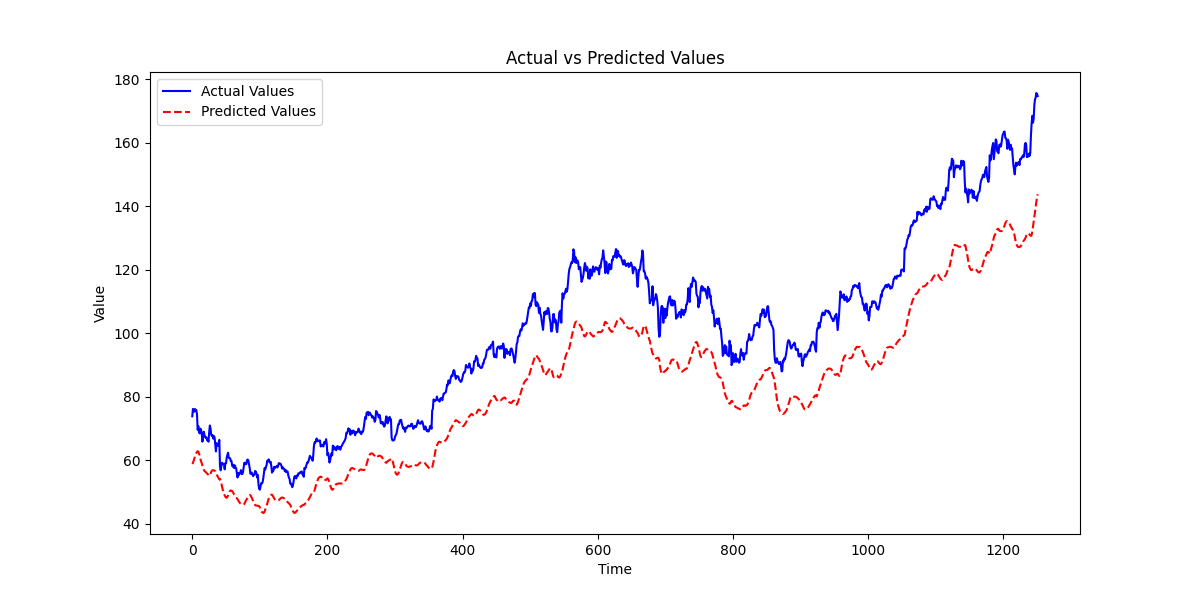 Actual vs Predicted Values
Actual Values
Predicted Values
180
160
140
120
100
80
60
40
Value
0 200 400 600 800 1000 1200
Time